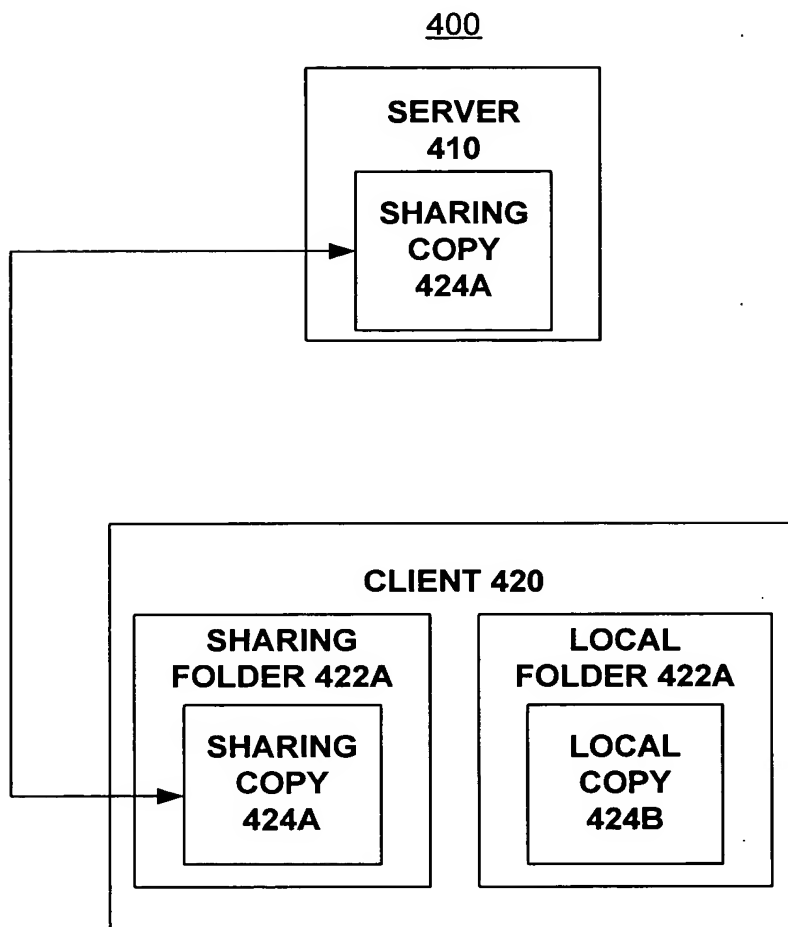 400
SERVER
410
SHARING
COPY
424A
CLIENT 420
SHARING
FOLDER 422A
SHARING
COPY
424A
LOCAL
FOLDER 422A
LOCAL
COPY
424B